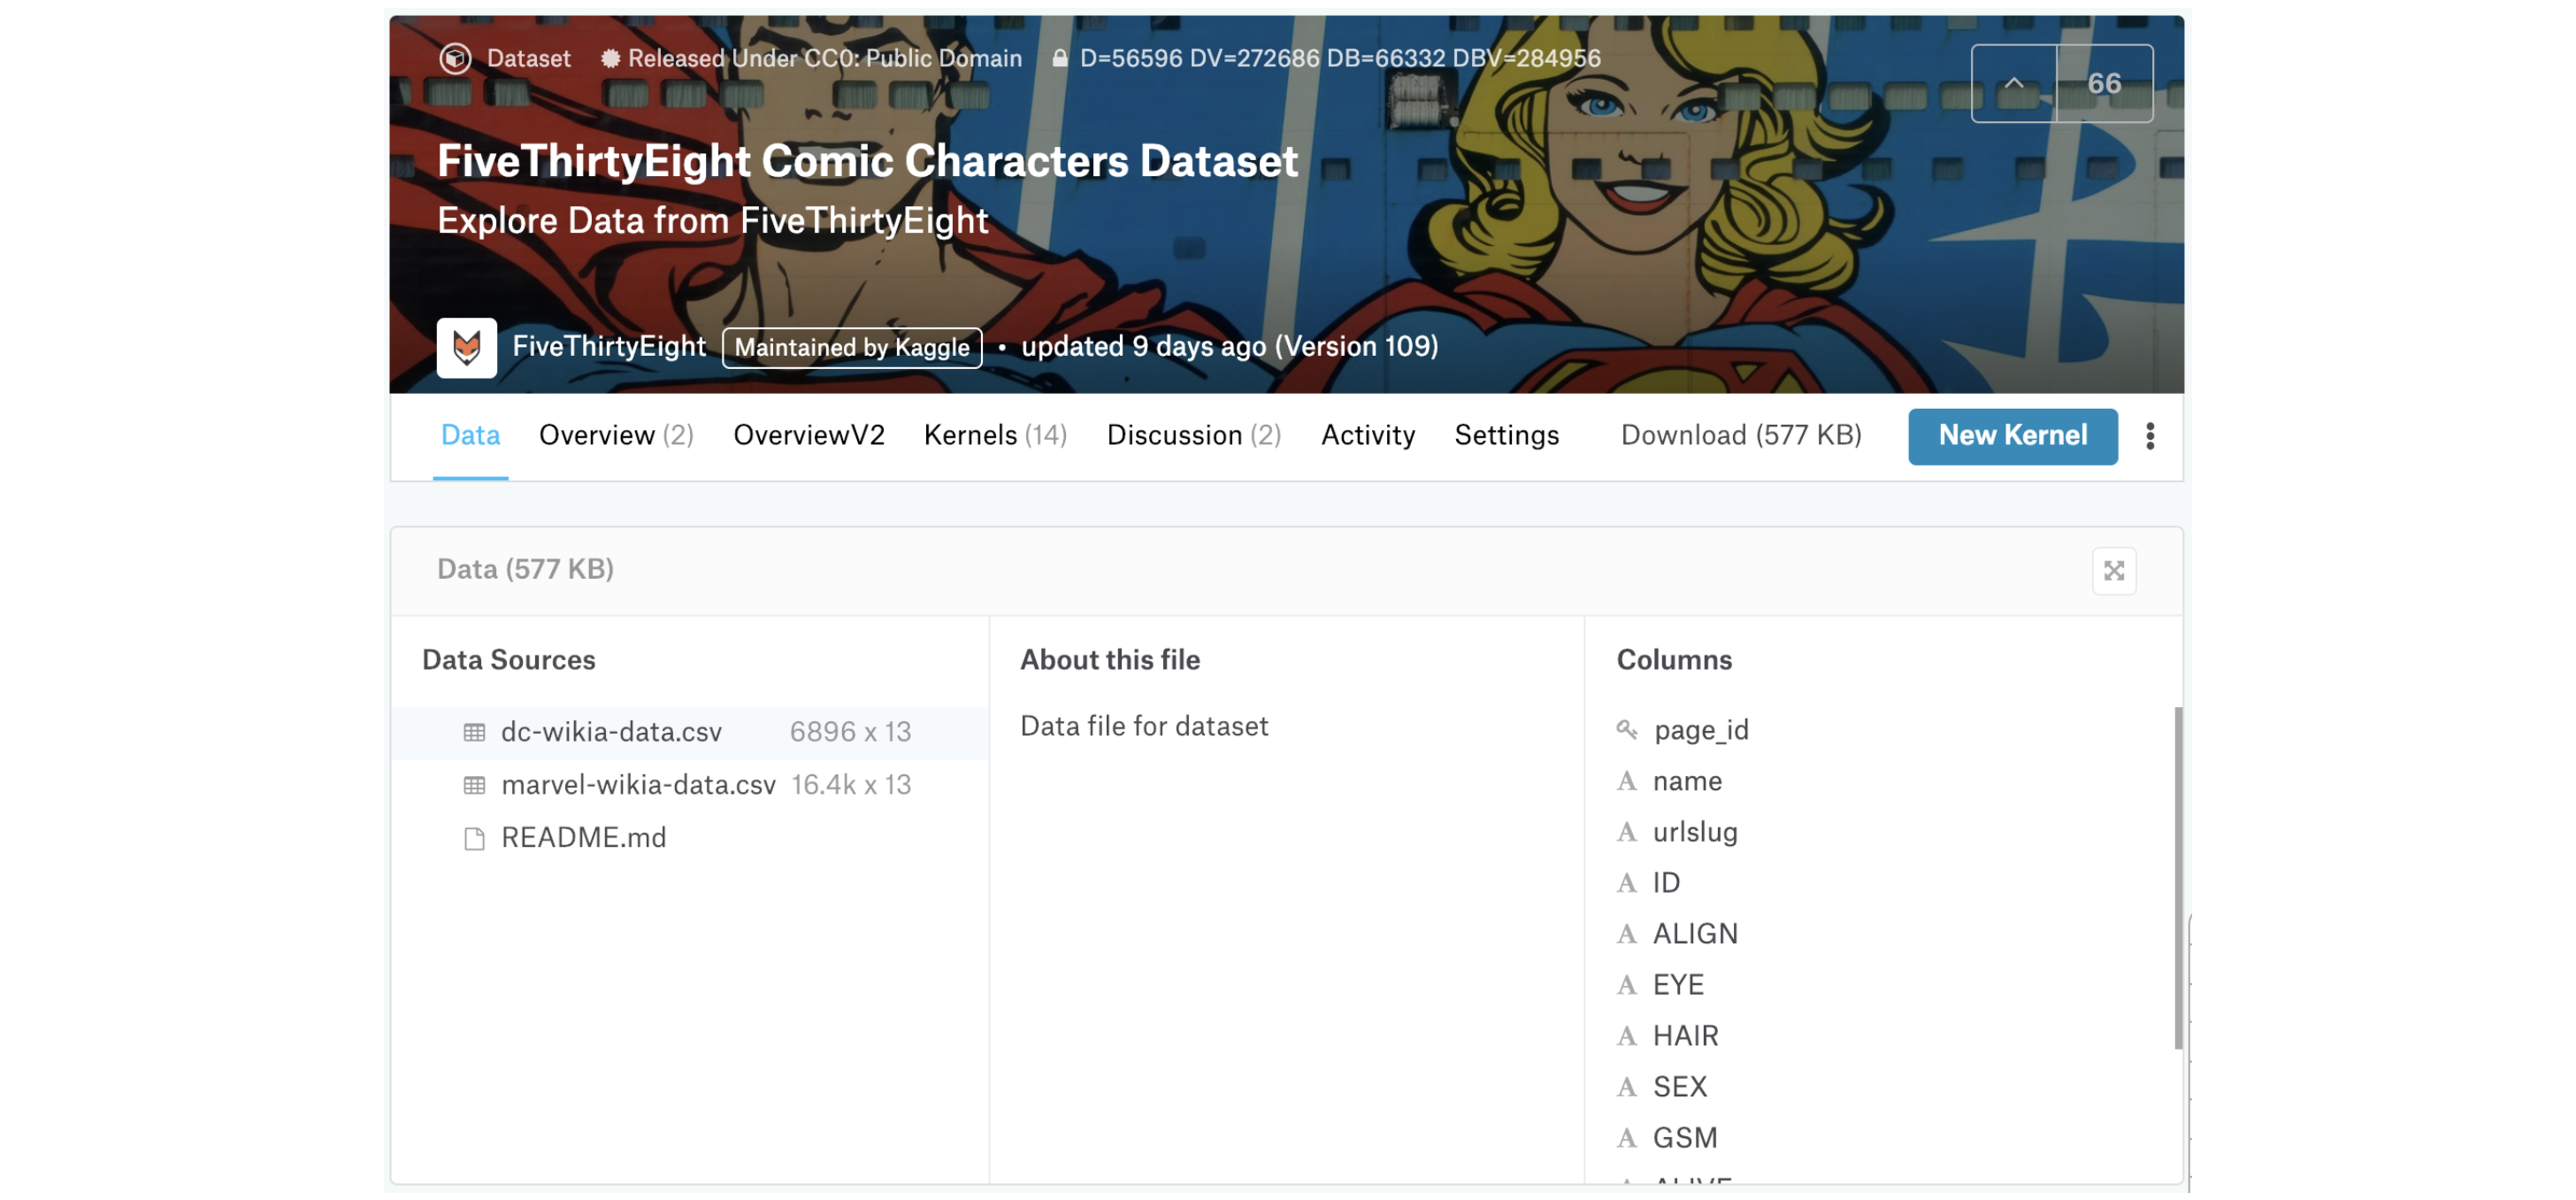 Dataset Released Under CC0: Public Domain D=56596 DV=272686 DB=66332 DBV=284956
66
FiveThirtyEight Comic Characters Dataset
Explore Data from FiveThirtyEight
FiveThirtyEight Maintained by Kaggle • updated 9 days ago (Version 109)
Data Overview (2) OverviewV2 Kernels (14) Discussion (2) Activity Settings Download (577 KB) New Kernel
Data (577 KB)
Data Sources
dc-wikia-data.csv 6896 x 13
marvel-wikia-data.csv 16.4k x 13
README.md
About this file
Data file for dataset
Columns
page_id
A name
A urlslug
A ID
A ALIGN
A EYE
A HAIR
A SEX
A GSM
A ALIVE